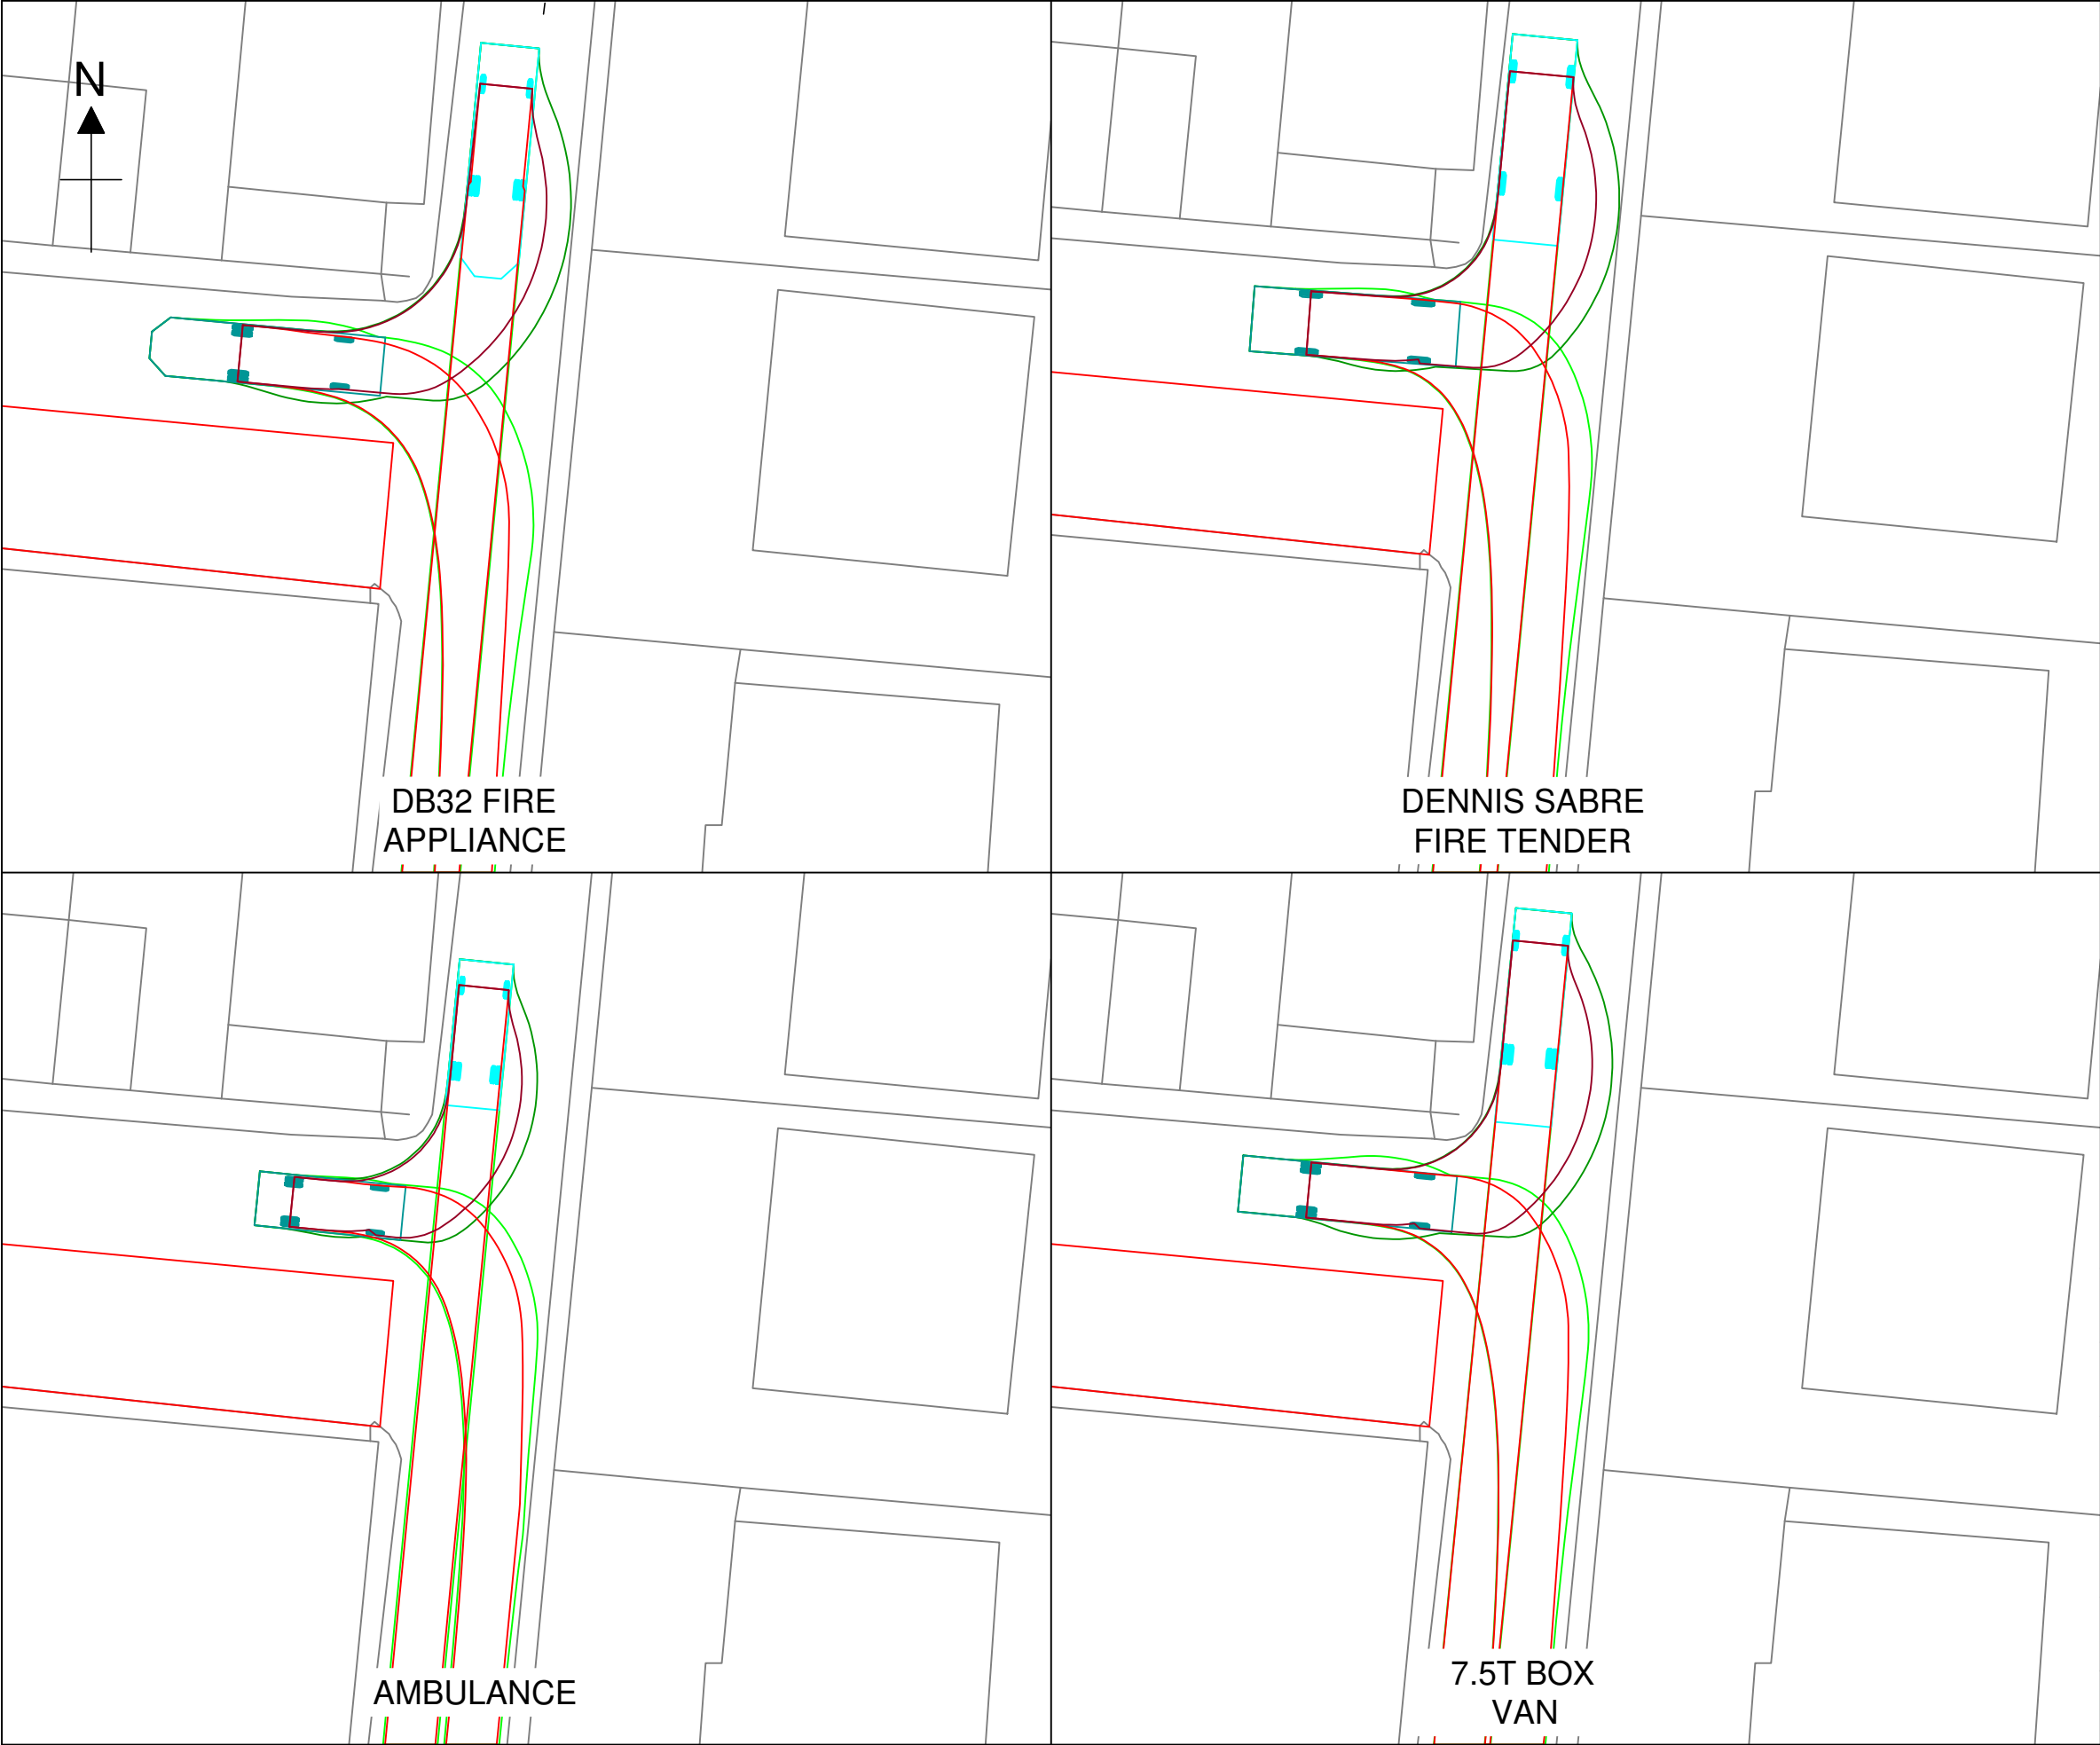 N
DB32 FIRE
APPLIANCE
DENNIS SABRE
FIRE TENDER
AMBULANCE
7.5T BOX
VAN